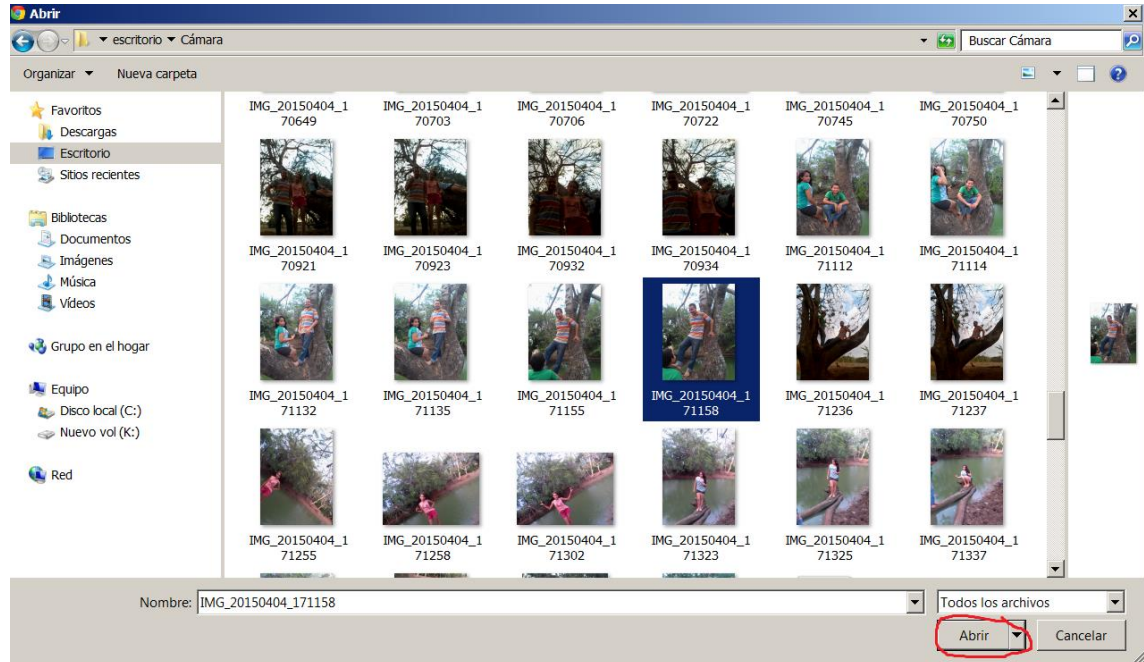 Abrir
escritorio Cámara
Buscar Cámara
Organizar
Nueva carpeta
Favoritos
Descargas
Escritorio
Sitios recientes
Bibliotecas
Documentos
Imágenes
Música
Vídeos
Grupo en el hogar
Equipo
Disco local (C:)
Nuevo vol (K:)
Red
IMG_20150404_1
70649
IMG_20150404_1
70703
IMG_20150404_1
70706
IMG_20150404_1
70722
IMG_20150404_1
70745
IMG_20150404_1
70750
IMG_20150404_1
70921
IMG_20150404_1
70923
IMG_20150404_1
70932
IMG_20150404_1
70934
IMG_20150404_1
71112
IMG_20150404_1
71114
IMG_20150404_1
71132
IMG_20150404_1
71135
IMG_20150404_1
71155
IMG_20150404_1
71158
IMG_20150404_1
71236
IMG_20150404_1
71237
IMG_20150404_1
71255
IMG_20150404_1
71258
IMG_20150404_1
71302
IMG_20150404_1
71323
IMG_20150404_1
71325
IMG_20150404_1
71337
Nombre: IMG_20150404_171158
Todos los archivos
Abrir
Cancelar